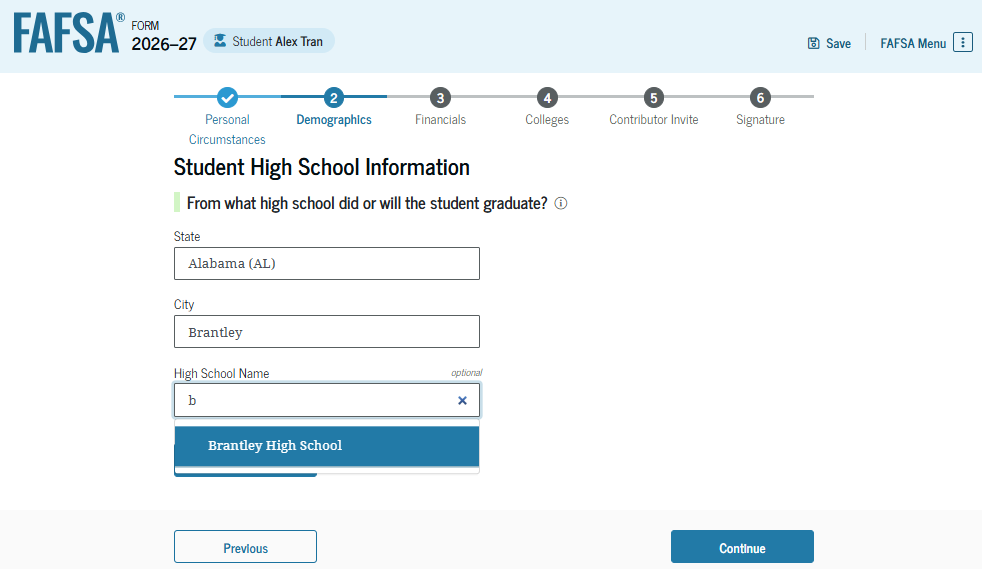 FAFSA® FORM
2026–27
Student Alex Tran
Save
FAFSA Menu
2
3
4
5
6
Personal Circumstances
Demographics
Financials
Colleges
Contributor Invite
Signature
Student High School Information
From what high school did or will the student graduate?
State
Alabama (AL)
City
Brantley
High School Name
optional
b
Brantley High School
Previous
Continue